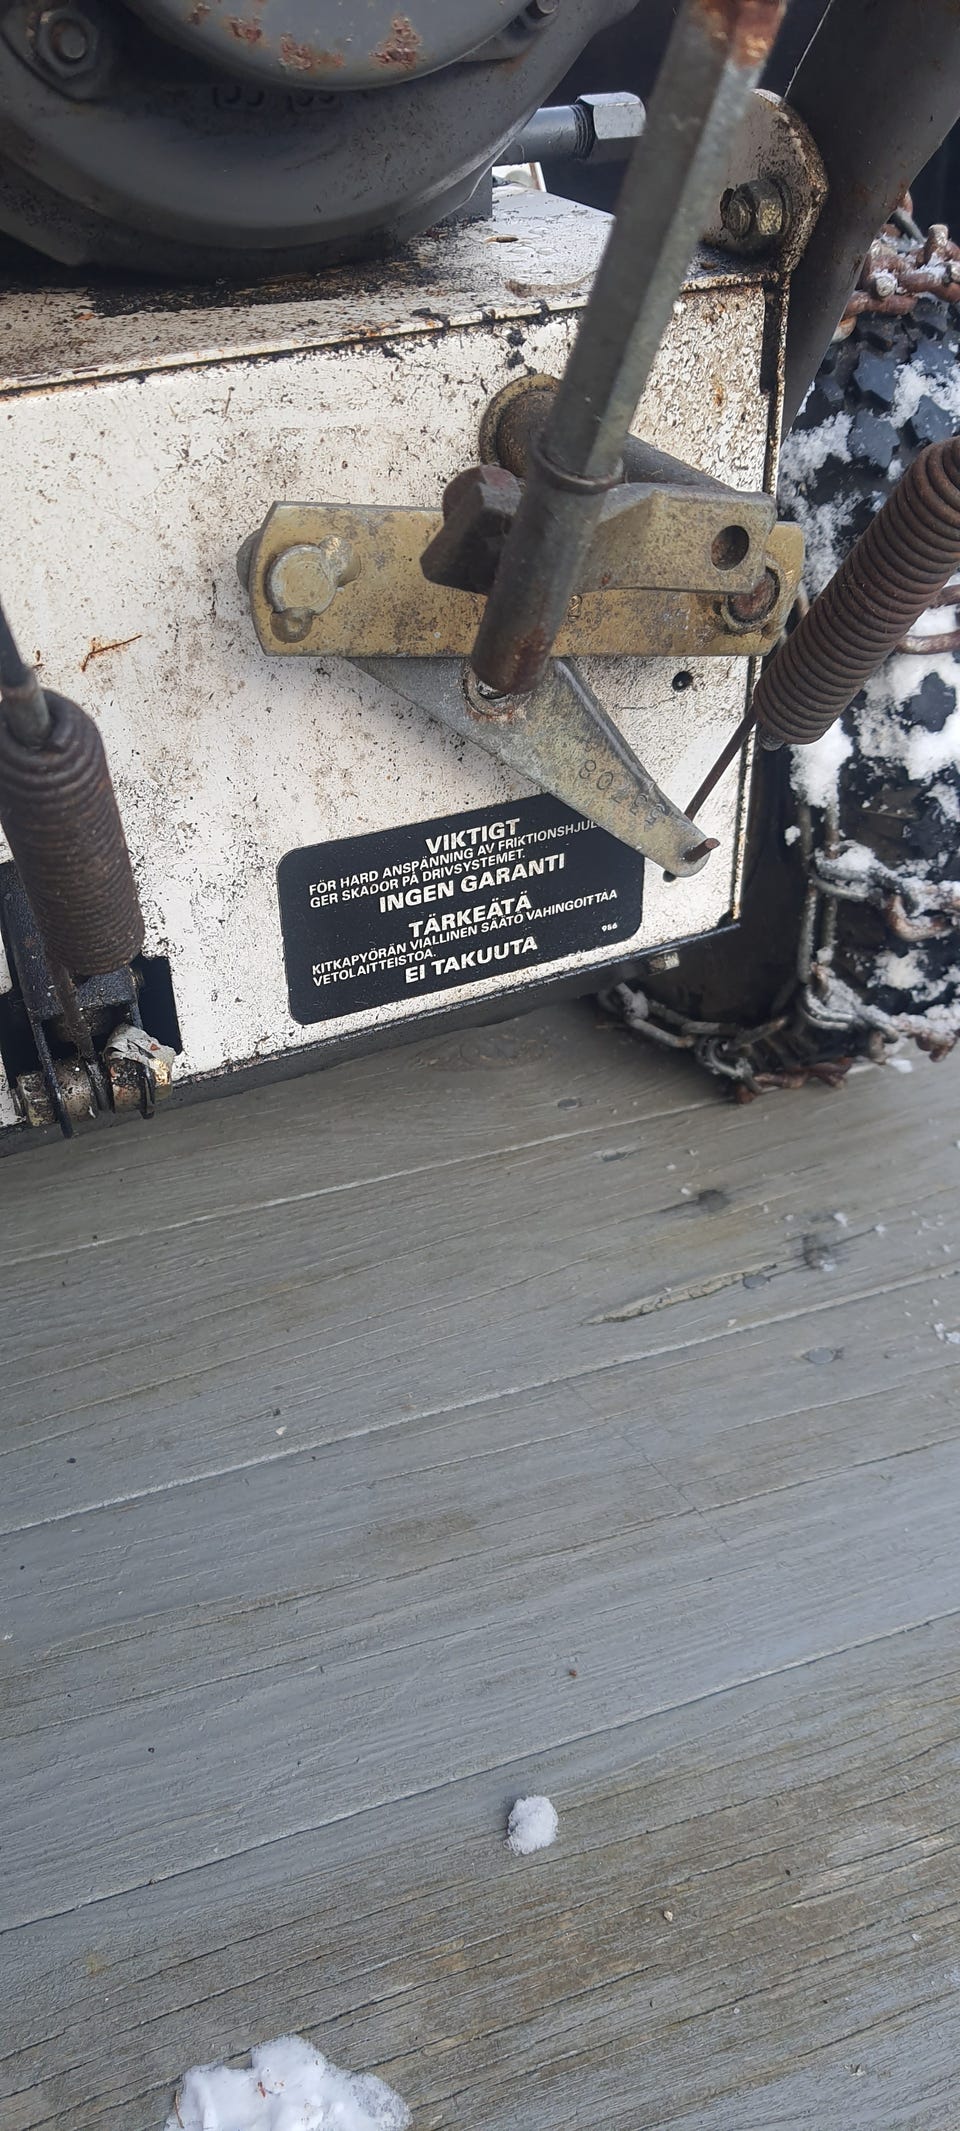 VIKTIGT
FÖR HARD ANSPÄNNING AV FRIKTIONSHJUL
GER SKADOR PÅ DRIVSYSTEMET.
INGEN GARANTI
TÄRKEÄTÄ
KITKAPYÖRÄN VIALLINEN SÄÄTÖ VAHINGOITTAA
VETOLAITTEISTOA.
EI TAKUUTA
986